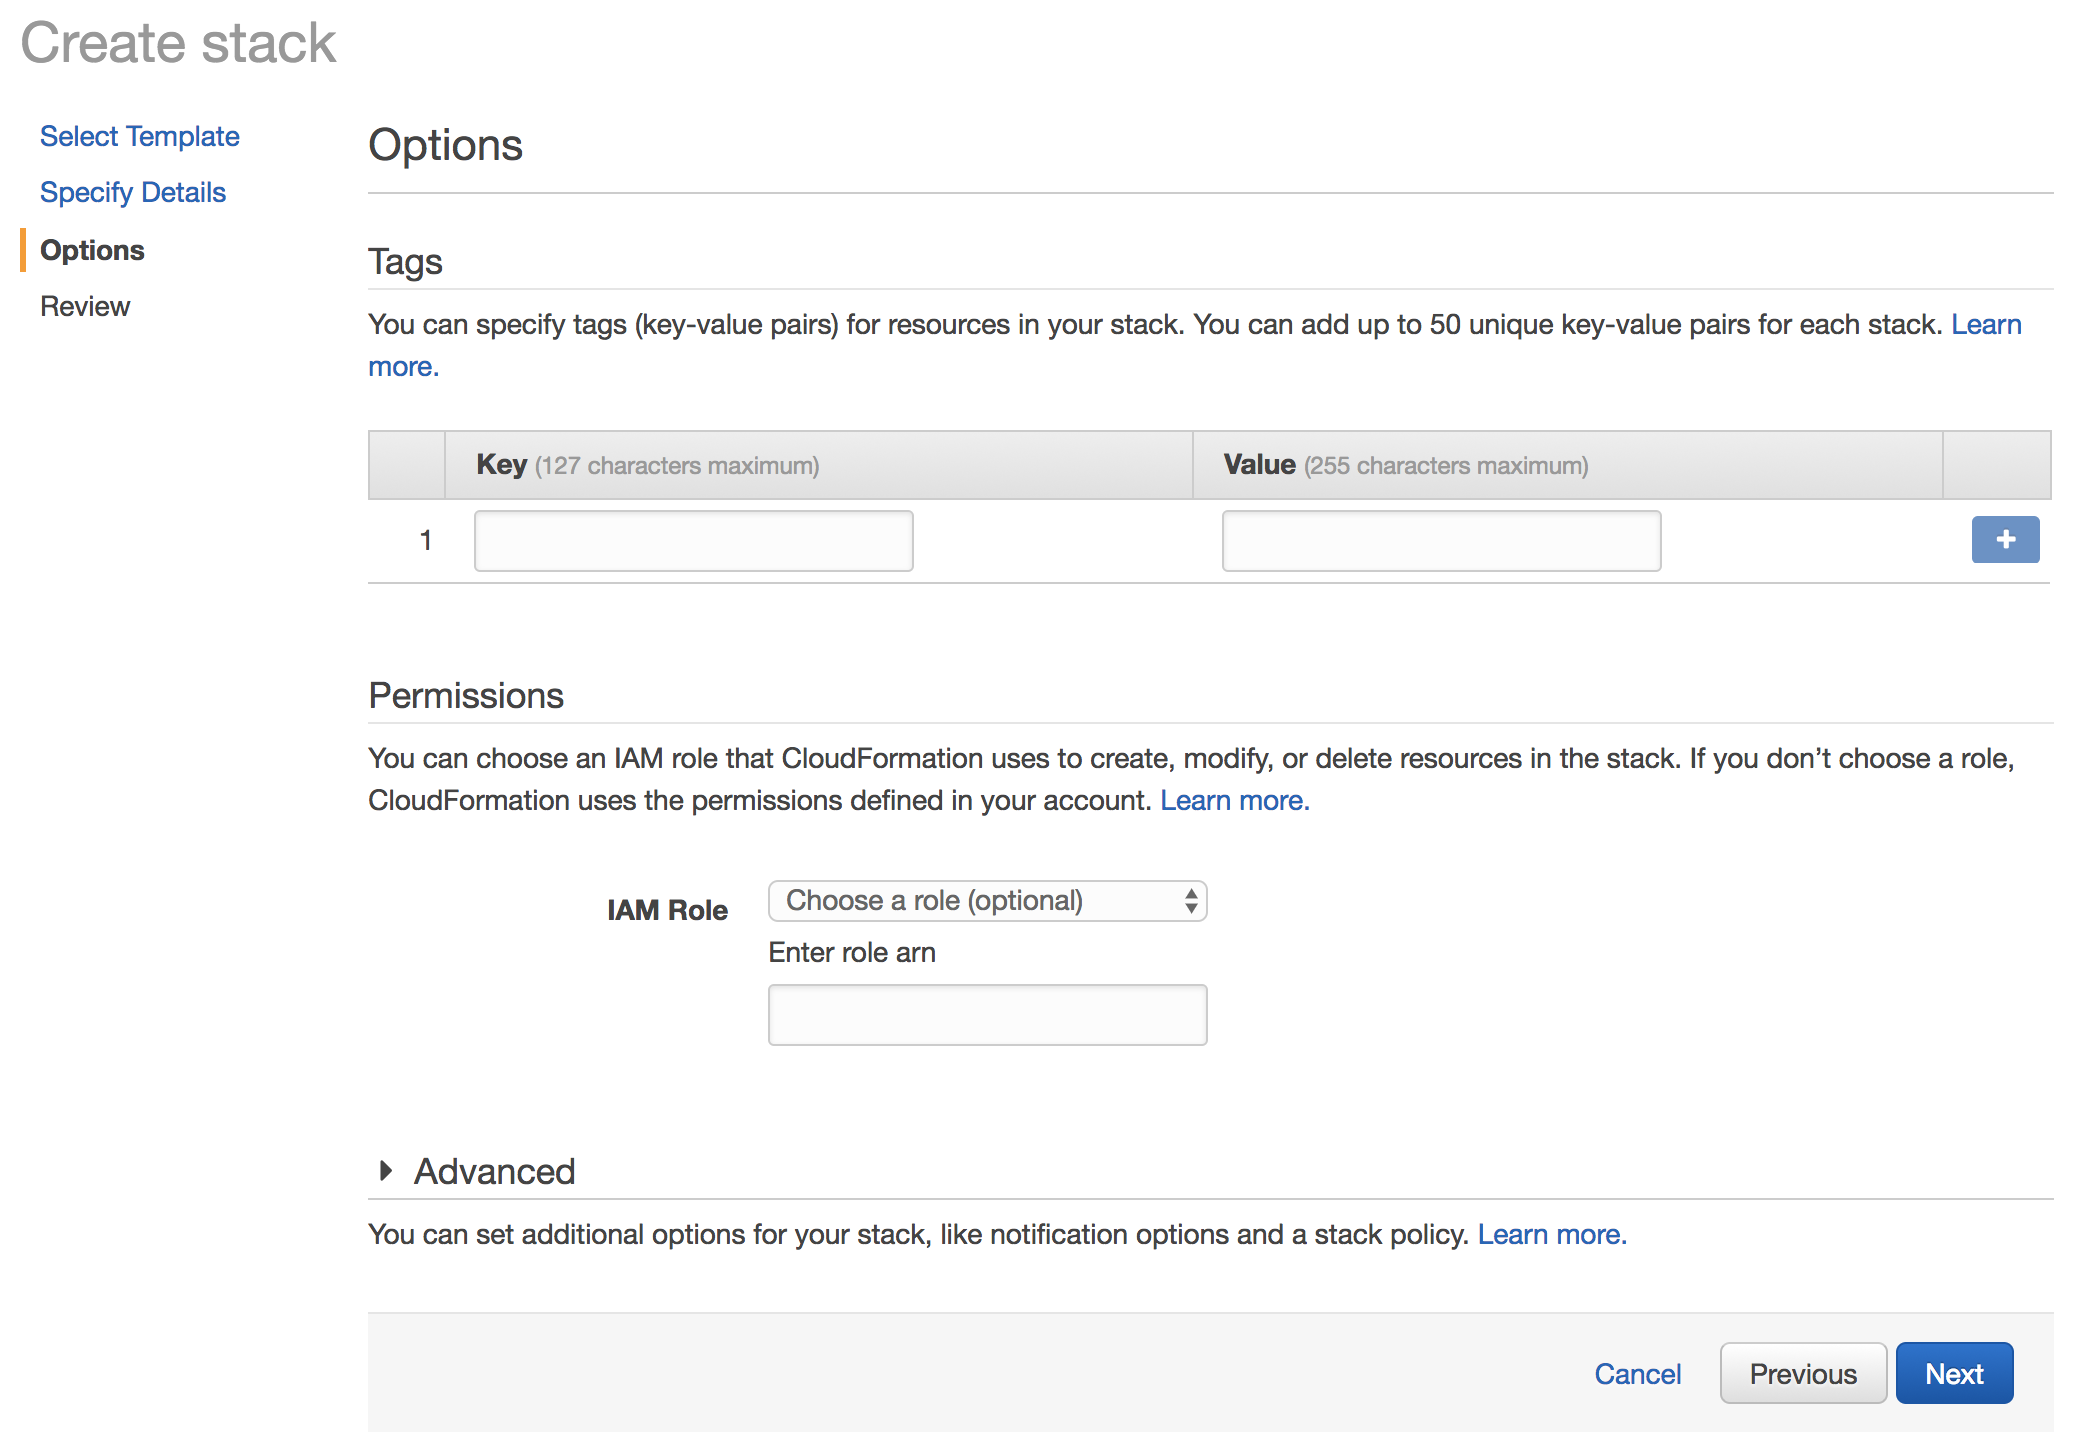 Create stack
Select Template
Specify Details
Options
Review
Options
Tags
You can specify tags (key-value pairs) for resources in your stack. You can add up to 50 unique key-value pairs for each stack. Learn
more.
Key (127 characters maximum) Value (255 characters maximum)
1
Permissions
You can choose an IAM role that CloudFormation uses to create, modify, or delete resources in the stack. If you don’t choose a role,
CloudFormation uses the permissions defined in your account. Learn more.
IAM Role Choose a role (optional)
Enter role arn
Advanced
You can set additional options for your stack, like notification options and a stack policy. Learn more.
Cancel Previous Next